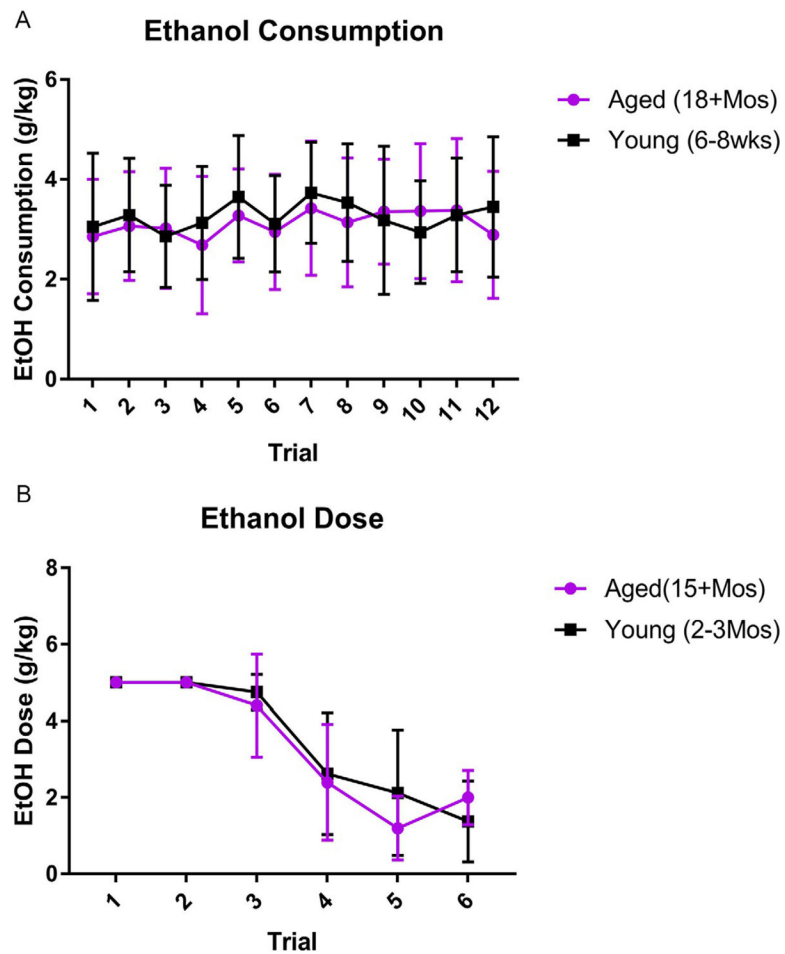 A
Ethanol Consumption
EtOH Consumption (g/kg)
6
4
2
0
1 2 3 4 5 6 7 8 9 10 11 12
Trial
Aged (18+Mos)
Young (6-8wks)
B
Ethanol Dose
EtOH Dose (g/kg)
8
6
4
2
0
1 2 3 4 5 6
Trial
Aged(15+Mos)
Young (2-3Mos)